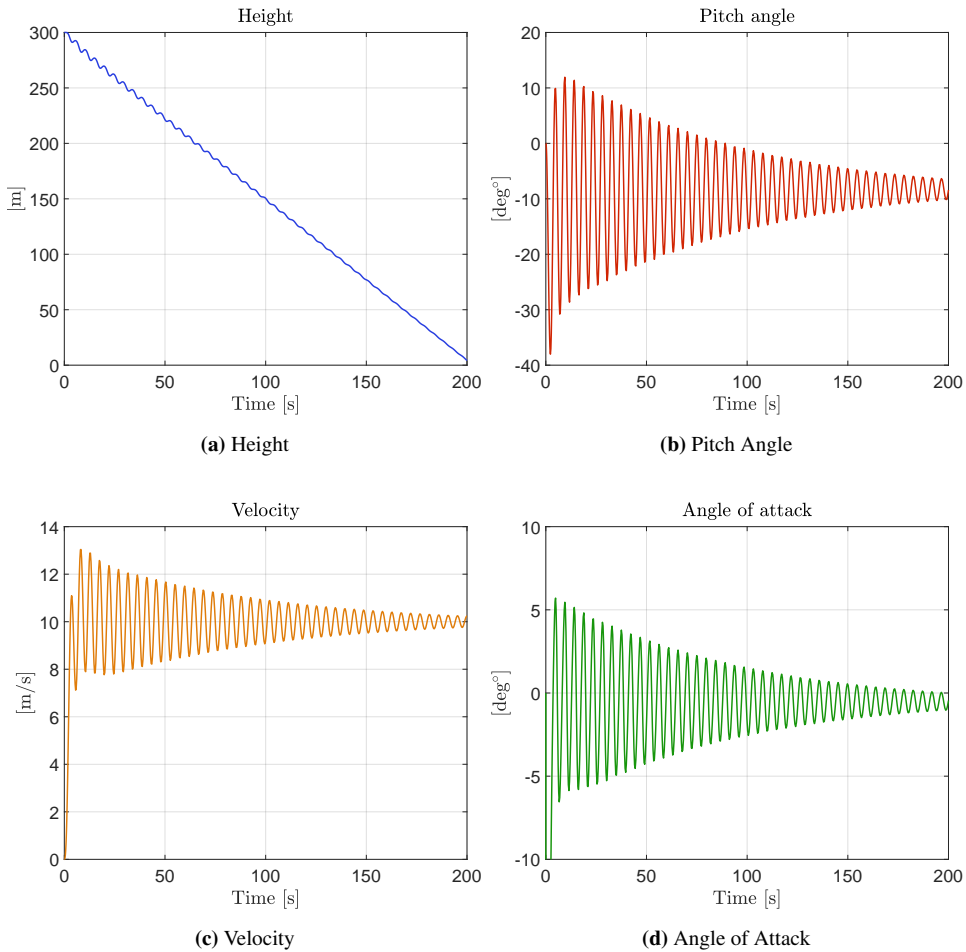 Height
300
250
200
150
100
50
0
[m]
0 50 100 150 200
Time [s]
(a) Height
Pitch angle
20
10
0
-10
-20
-30
-40
[deg°]
0 50 100 150 200
Time [s]
(b) Pitch Angle
Velocity
14
12
10
8
6
4
2
0
[m/s]
0 50 100 150 200
Time [s]
(c) Velocity
Angle of attack
10
5
0
-5
-10
[deg°]
0 50 100 150 200
Time [s]
(d) Angle of Attack